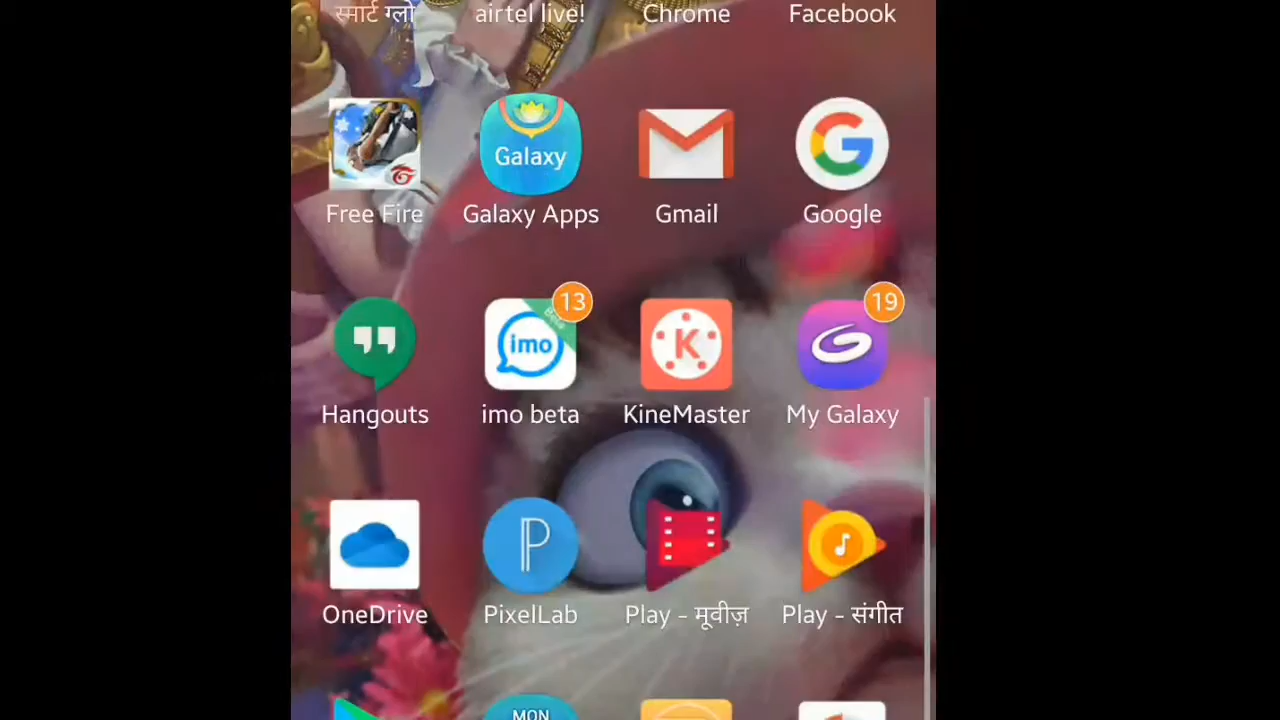 स्मार्ट ग्लो
airtel live!
Chrome
Facebook
Galaxy
Free Fire
Galaxy Apps
Gmail
Google
13
19
Beta
imo
K
Hangouts
imo beta
KineMaster
My Galaxy
P
OneDrive
PixelLab
Play - मूवीज़
Play - संगीत
MON